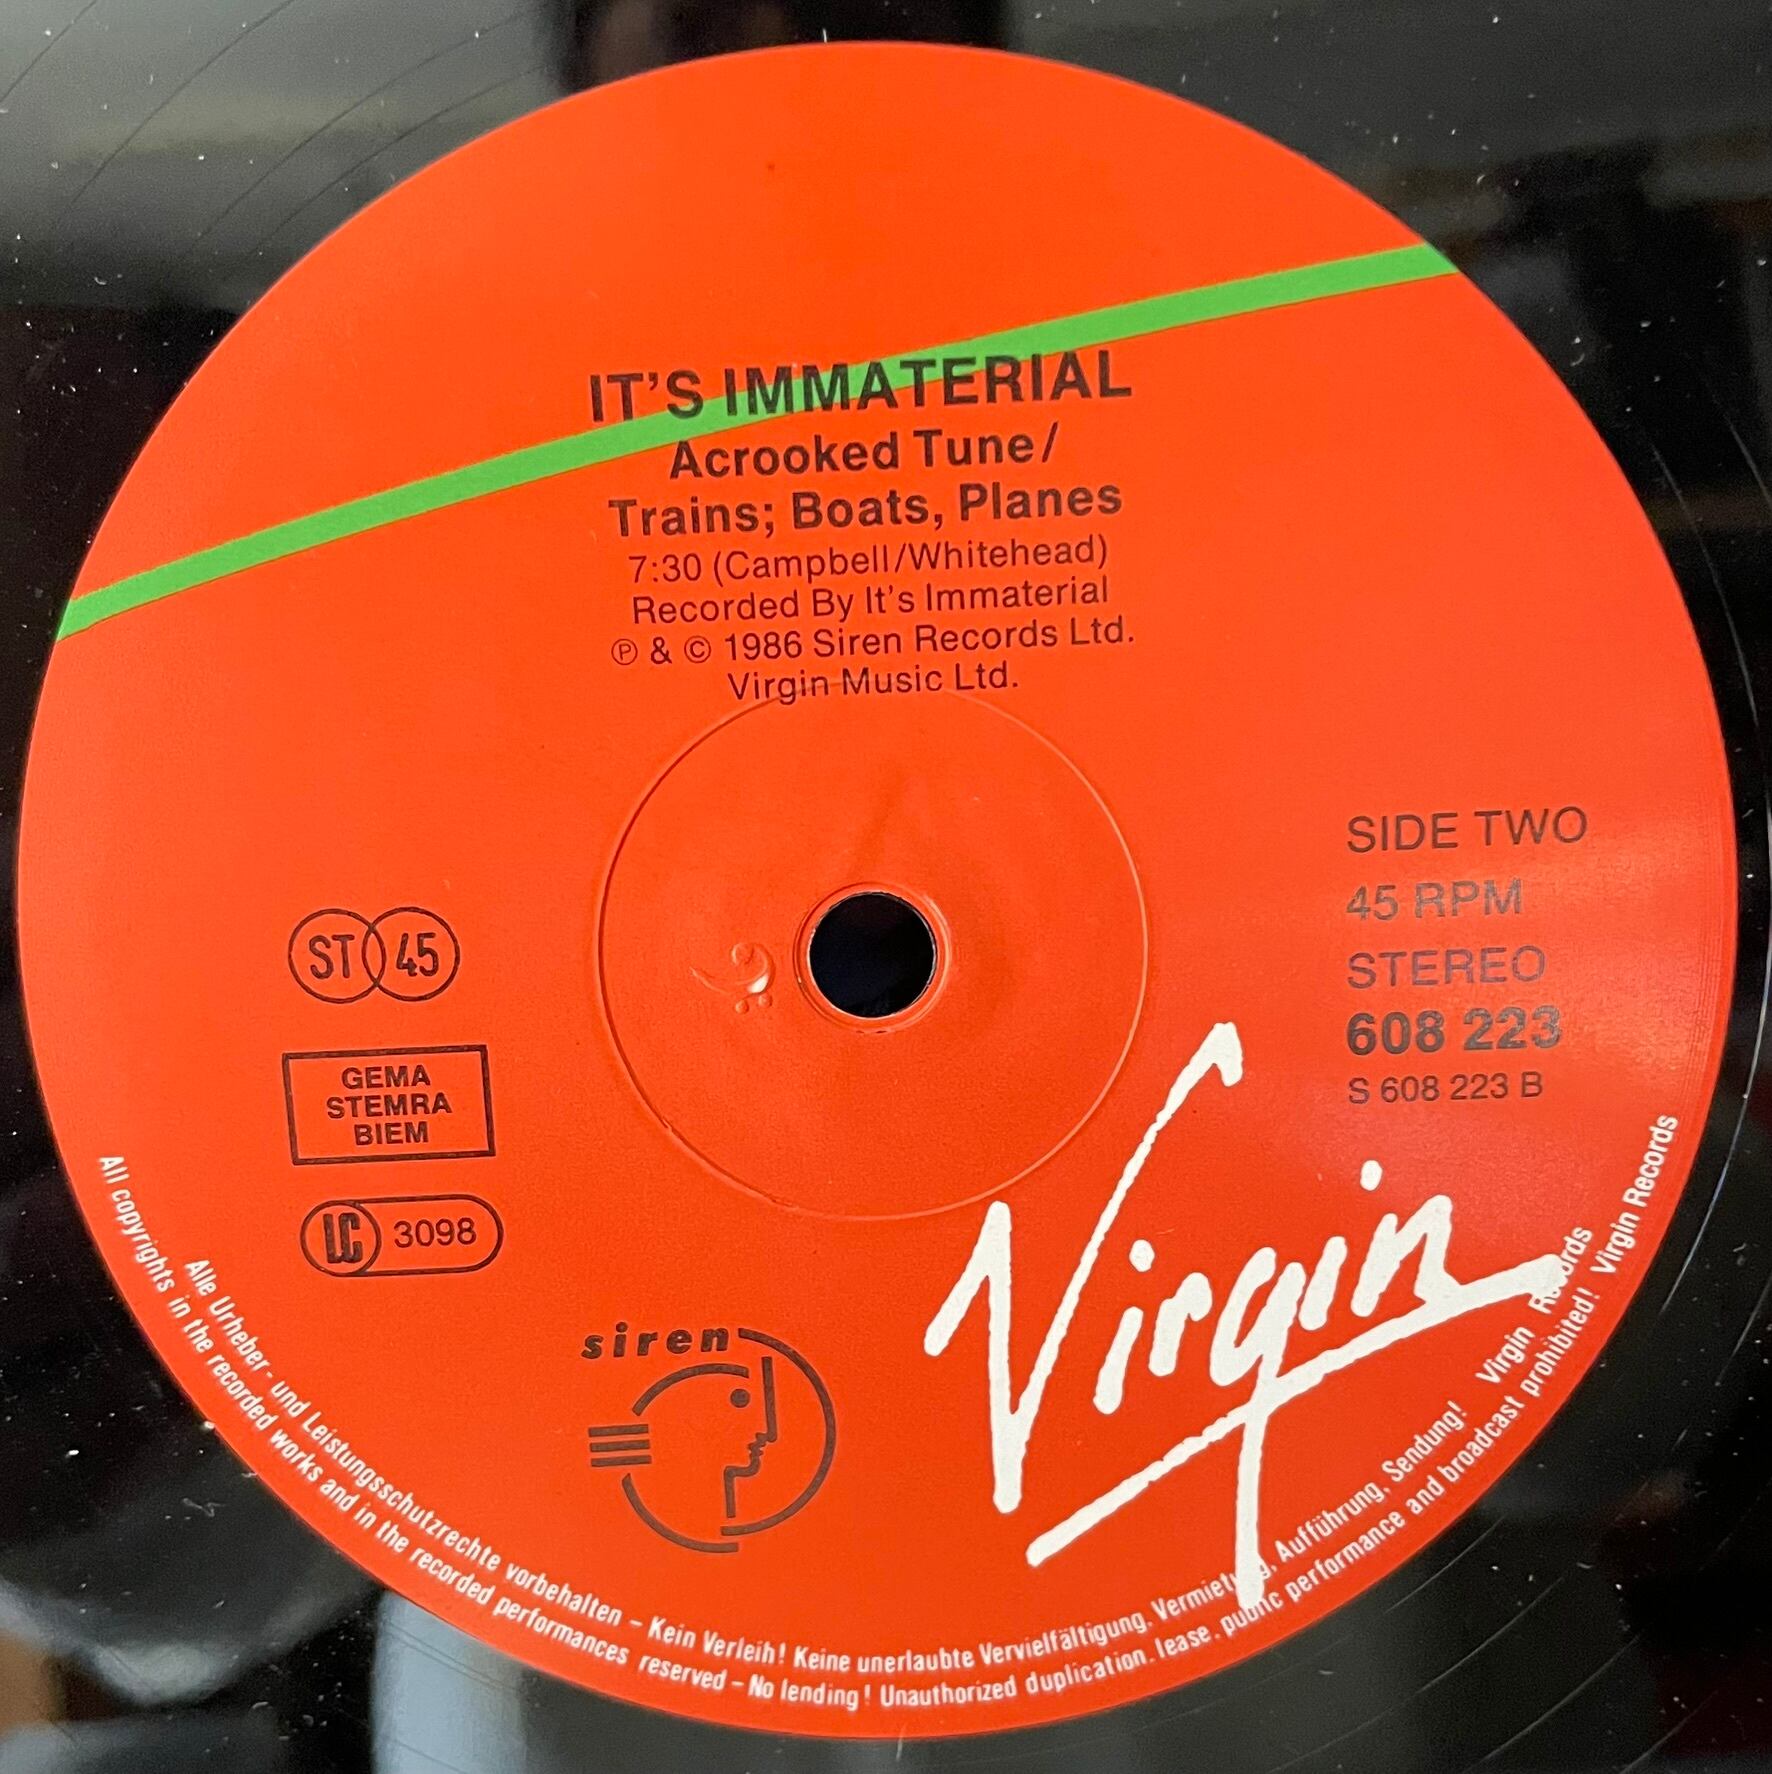 IT'S IMMATERIAL
Acrooked Tune/
Trains; Boats, Planes
7:30 (Campbell/Whitehead)
Recorded By It's Immaterial
℗ & © 1986 Siren Records Ltd.
Virgin Music Ltd.
SIDE TWO
45 RPM
STEREO
608 223
S 608 223 B
ST 45
GEMA
STEMRA
BIEM
LC 3098
siren
Virgin
Alle Urheber- und Leistungsschutzrechte vorbehalten – Kein Verleih! Keine unerlaubte Vervielfältigung, Vermietung, Aufführung, Sendung! Virgin Records
All copyrights in the recorded works and in the recorded performances reserved – No lending! Unauthorized duplication, lease, public performance and broadcast prohibited! Virgin Records